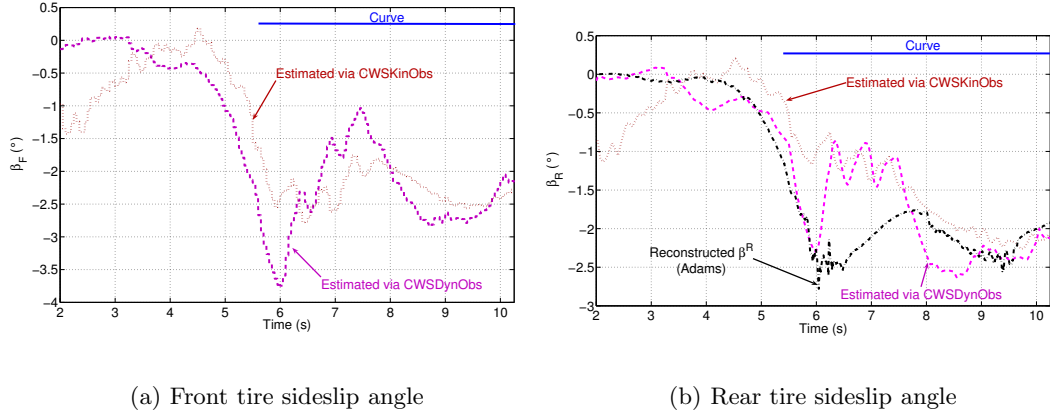 0.5
Curve
0
−0.5
Estimated via CWSKinObs
−1
−1.5
−2
−2.5
−3
−3.5
Estimated via CWSDynObs
−4
2 3 4 5 6 7 8 9 10
β_F (°)
Time (s)
0.5
Curve
0
Estimated via CWSKinObs
−0.5
−1
−1.5
−2
Reconstructed β^R
(Adams)
−2.5
Estimated via CWSDynObs
−3
2 3 4 5 6 7 8 9 10
β_R (°)
Time (s)
(a) Front tire sideslip angle
(b) Rear tire sideslip angle